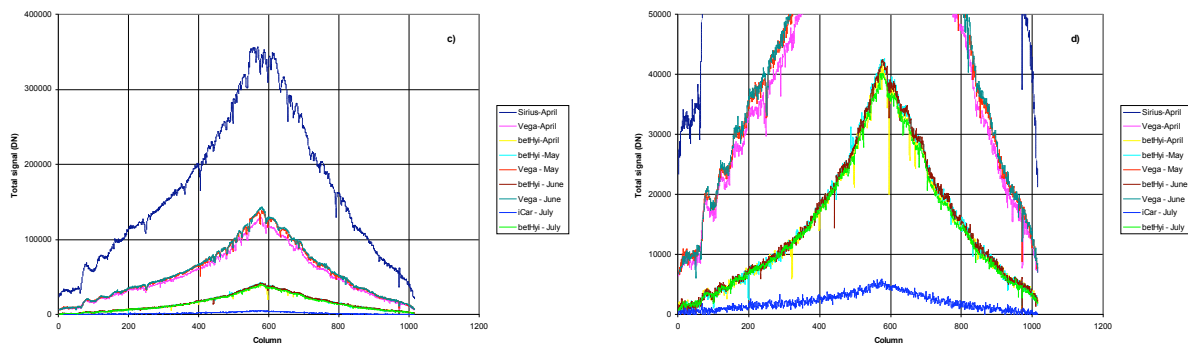 c)
400000
300000
200000
100000
0
Total signal (DN)
0 200 400 600 800 1000 1200
Column
Sirius-April
Vega-April
betHyi-April
betHyi -May
Vega - May
betHyi - June
Vega - June
iCar - July
betHyi - July
d)
50000
40000
30000
20000
10000
0
Total signal (DN)
0 200 400 600 800 1000 1200
Column
Sirius-April
Vega-April
betHyi-April
betHyi -May
Vega - May
betHyi - June
Vega - June
iCar - July
betHyi - July